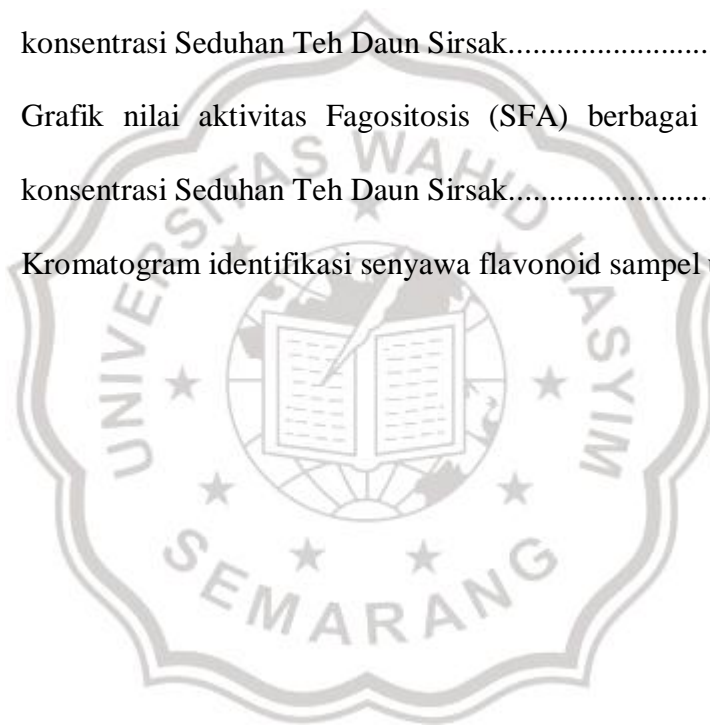 konsentrasi Seduhan Teh Daun Sirsak.........................
Grafik nilai aktivitas Fagositosis (SFA) berbagai
konsentrasi Seduhan Teh Daun Sirsak.........................
Kromatogram identifikasi senyawa flavonoid sampel
UNIVERSITAS WAHID HASYIM
SEMARANG